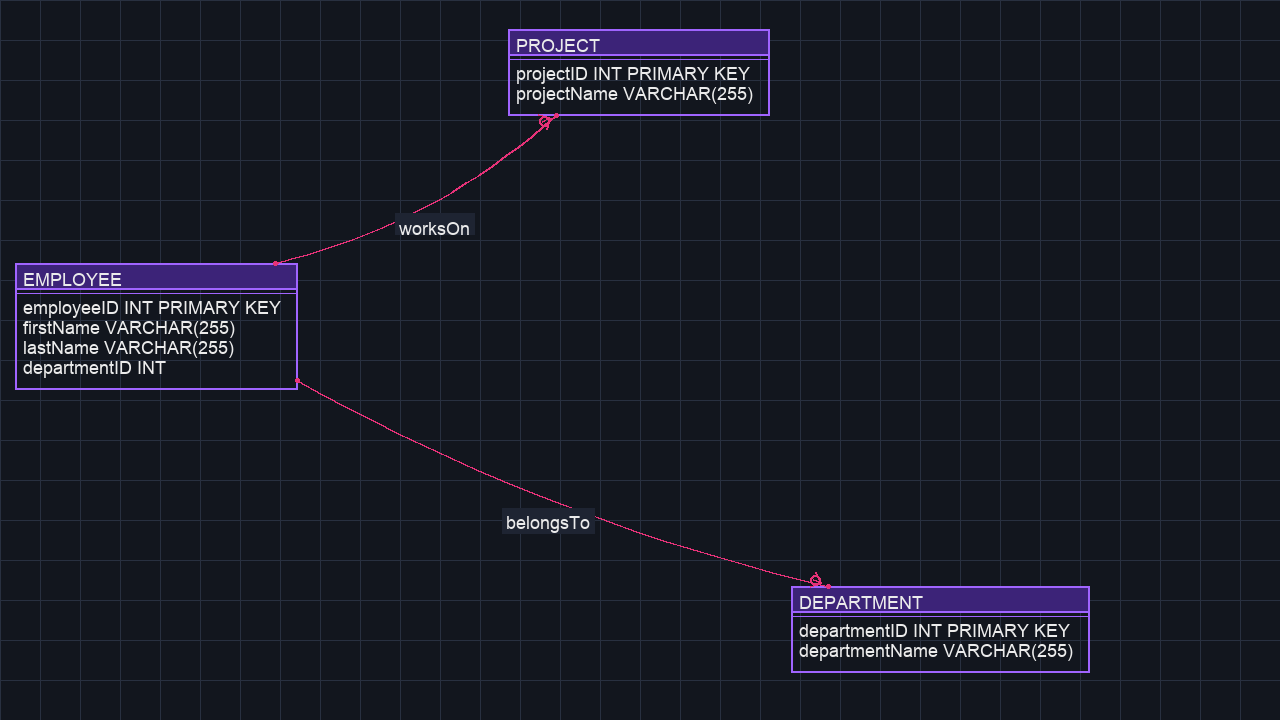 PROJECT
projectID INT PRIMARY KEY
projectName VARCHAR(255)
worksOn
EMPLOYEE
employeeID INT PRIMARY KEY
firstName VARCHAR(255)
lastName VARCHAR(255)
departmentID INT
belongsTo
DEPARTMENT
departmentID INT PRIMARY KEY
departmentName VARCHAR(255)